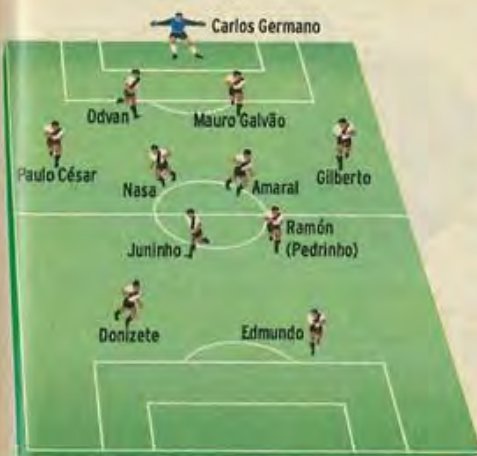 Carlos Germano
Odvan
Mauro Galvão
Paulo César
Nasa
Amaral
Gilberto
Juninho
Ramón
(Pedrinho)
Donizete
Edmundo